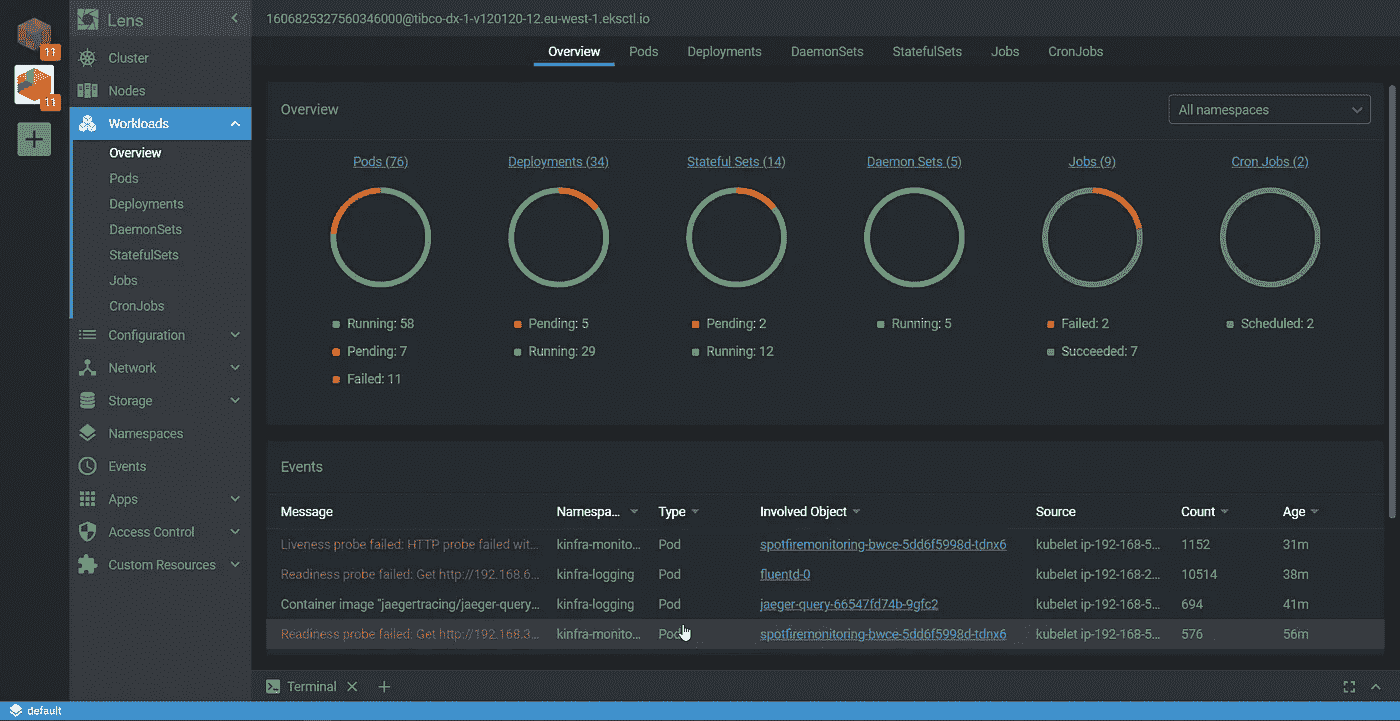 Lens
1606825327560346000@tibco-dx-1-v120120-12.eu-west-1.eksctl.io
11
11
Cluster
Nodes
Workloads
Overview
Pods
Deployments
DaemonSets
StatefulSets
Jobs
CronJobs
Configuration
Network
Storage
Namespaces
Events
Apps
Access Control
Custom Resources
Overview Pods Deployments DaemonSets StatefulSets Jobs CronJobs
Overview
All namespaces
Pods (76) Deployments (34) Stateful Sets (14) Daemon Sets (5) Jobs (9) Cron Jobs (2)
Running: 58 Pending: 5 Pending: 2 Running: 5 Failed: 2 Scheduled: 2
Pending: 7 Running: 29 Running: 12 Succeeded: 7
Failed: 11
Events
Message Namespa... Type Involved Object Source Count Age
Liveness probe failed: HTTP probe failed wit... kinfra-monito... Pod spotfiremonitoring-bwce-5dd6f5998d-tdnx6 kubelet ip-192-168-5... 1152 31m
Readiness probe failed: Get http://192.168.6... kinfra-logging Pod fluentd-0 kubelet ip-192-168-2... 10514 38m
Container image "jaegertracing/jaeger-query... kinfra-logging Pod jaeger-query-66547fd74b-9gfc2 kubelet ip-192-168-5... 694 41m
Readiness probe failed: Get http://192.168.3... kinfra-monito... Pod spotfiremonitoring-bwce-5dd6f5998d-tdnx6 kubelet ip-192-168-5... 576 56m
Terminal
default